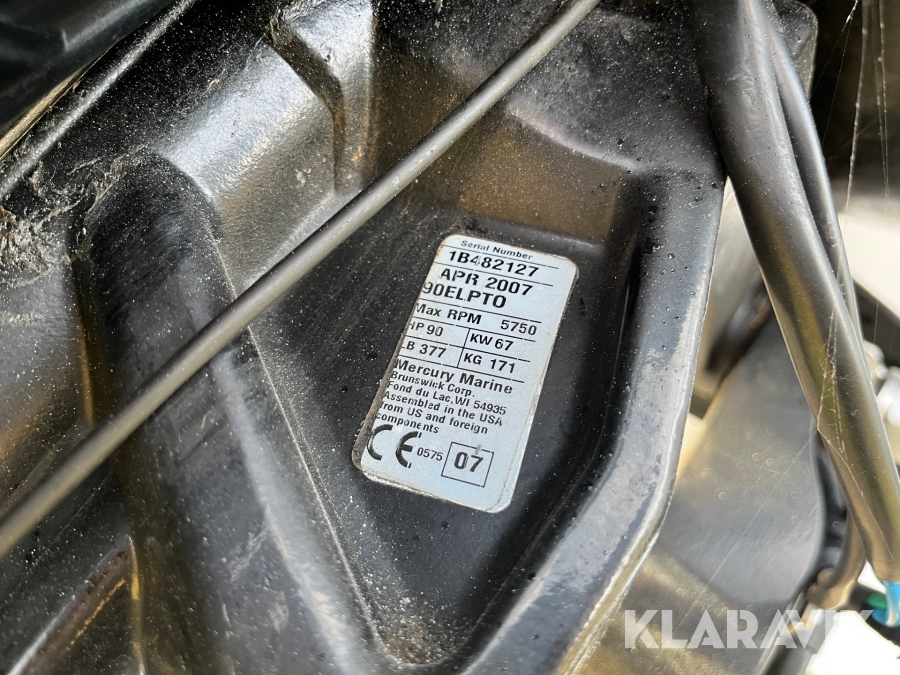 Serial Number
1B482127
APR 2007
90ELPTO
Max RPM 5750
HP 90 KW 67
LB 377 KG 171
Mercury Marine
Brunswick Corp.
Fond du Lac, WI 54935
Assembled in the USA
from US and foreign
components
CE 0575 07
KLARAVIK